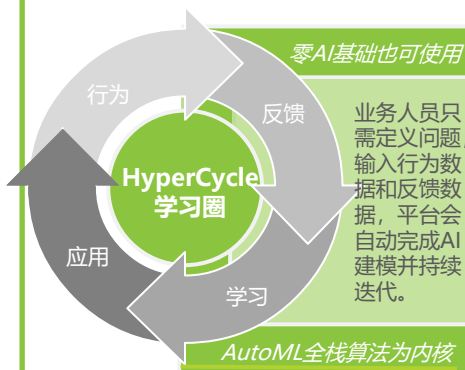 零AI基础也可使用
行为
反馈
业务人员只
需定义问题，
输入行为数
据和反馈数
据，平台会
自动完成AI
建模并持续
迭代。
HyperCycle
学习圈
应用
学习
AutoML全栈算法为内核